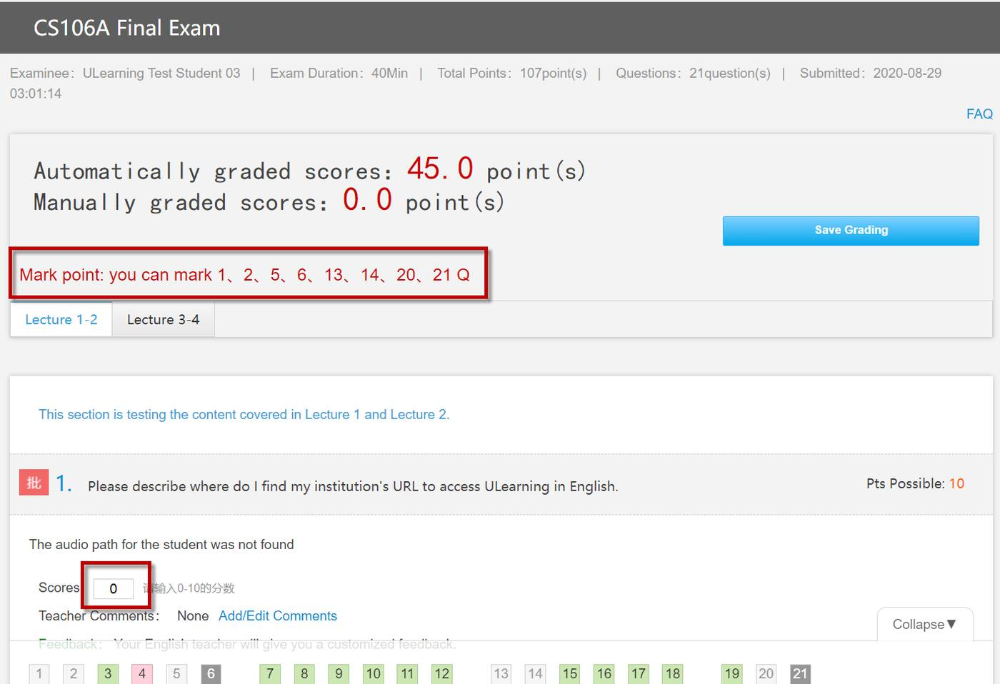 CS106A Final Exam
Examinee：ULearning Test Student 03 | Exam Duration：40Min | Total Points：107point(s) | Questions：21question(s) | Submitted：2020-08-29
03:01:14
FAQ
Automatically graded scores: 45.0 point(s)
Manually graded scores: 0.0 point(s)
Save Grading
Mark point: you can mark 1、2、5、6、13、14、20、21 Q
Lecture 1-2 Lecture 3-4
This section is testing the content covered in Lecture 1 and Lecture 2.
批 1. Please describe where do I find my institution's URL to access ULearning in English. Pts Possible: 10
The audio path for the student was not found
Scores 0 请输入0-10的分数
Teacher Comments： None Add/Edit Comments
Collapse▼
Feedback： Your English teacher will give you a customized feedback.
1 2 3 4 5 6 7 8 9 10 11 12 13 14 15 16 17 18 19 20 21